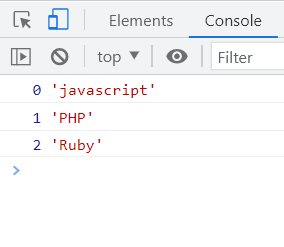 Elements Console
top ▼ Filter
0 'javascript'
1 'PHP'
2 'Ruby'
>